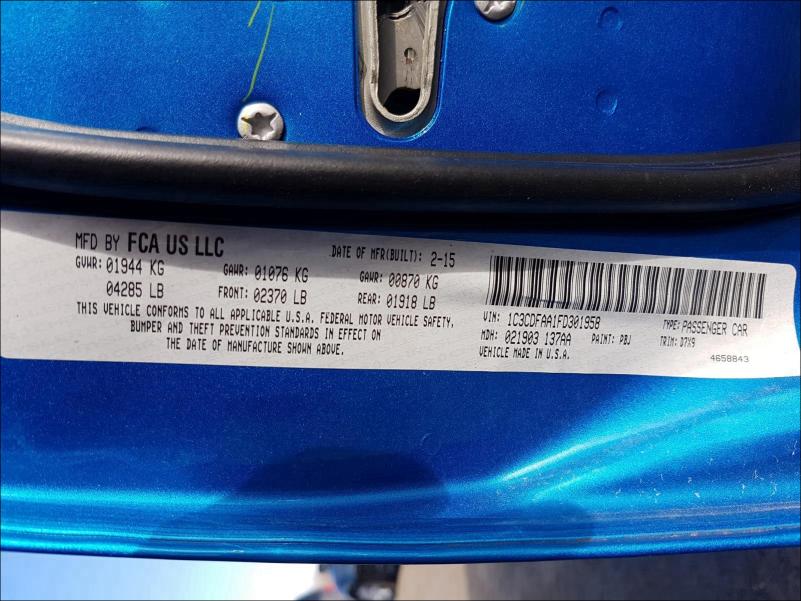 MFD BY FCA US LLC DATE OF MFR(BUILT): 2-15
GVWR: 01944 KG GAWR: 01076 KG GAWR: 00870 KG
04285 LB FRONT: 02370 LB REAR: 01918 LB
THIS VEHICLE CONFORMS TO ALL APPLICABLE U.S.A. FEDERAL MOTOR VEHICLE SAFETY,
BUMPER AND THEFT PREVENTION STANDARDS IN EFFECT ON
THE DATE OF MANUFACTURE SHOWN ABOVE.
VIN: 1C3CDFAA1FD301958 TYPE: PASSENGER CAR
MDH: 021903 137AA PAINT: PBJ TRIM: D7X9
VEHICLE MADE IN U.S.A. 4658843